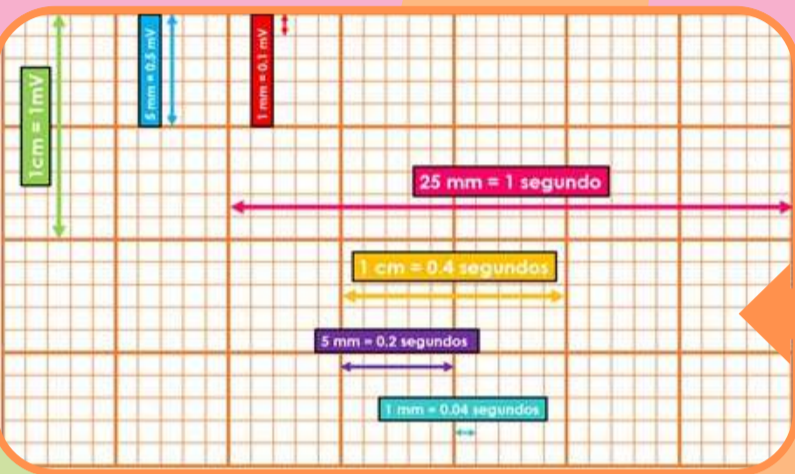 1cm = 1mV
5 mm = 0.5 mV
1 mm = 0.1 mV
25 mm = 1 segundo
1 cm = 0.4 segundos
5 mm = 0.2 segundos
1 mm = 0.04 segundos